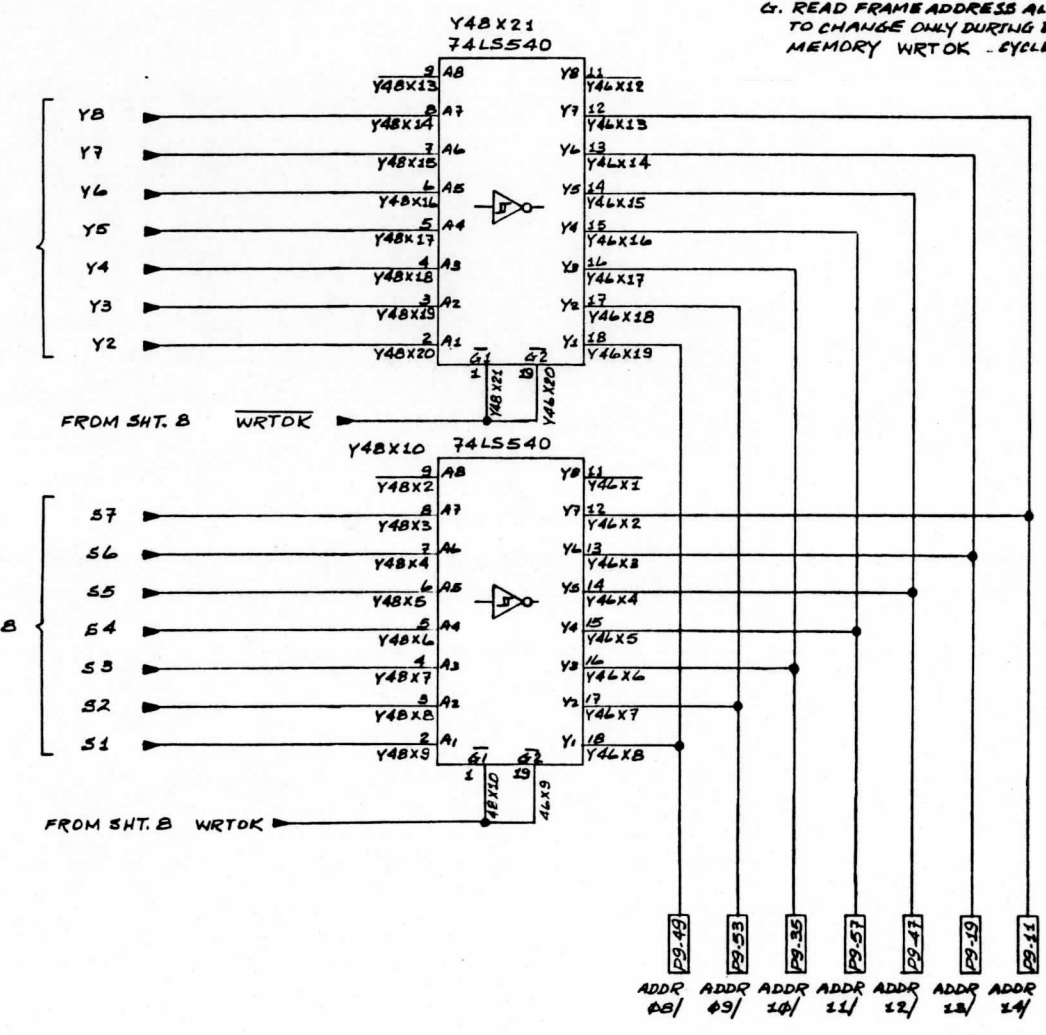 G. READ FRAME ADDRESS
TO CHANGE ONLY DURING
MEMORY WRTOK - CYCLE
Y48X21
74LS540
9 A8 Y8 11
Y48X13 Y46X12
Y8 8 A7 Y7 12
Y48X14 Y46X13
Y7 7 A6 Y6 13
Y48X15 Y46X14
Y6 6 A5 Y5 14
Y48X16 Y46X15
Y5 5 A4 Y4 15
Y48X17 Y46X16
Y4 4 A3 Y3 16
Y48X18 Y46X17
Y3 3 A2 Y2 17
Y48X19 Y46X18
Y2 2 A1 Y1 18
Y48X20 Y46X19
G1 G2
1 19
Y48X21 Y46X20
FROM SHT. 8 WRTOK
Y48X10 74LS540
9 A8 Y8 11
Y48X2 Y46X1
S7 8 A7 Y7 12
Y48X3 Y46X2
S6 7 A6 Y6 13
Y48X4 Y46X3
S5 6 A5 Y5 14
Y48X5 Y46X4
8 S4 5 A4 Y4 15
Y48X6 Y46X5
S3 4 A3 Y3 16
Y48X7 Y46X6
S2 3 A2 Y2 17
Y48X8 Y46X7
S1 2 A1 Y1 18
Y48X9 Y46X8
G1 G2
1 19
48X10 46X9
FROM SHT. 8 WRTOK
P9-49 P9-53 P9-35 P9-57 P9-47 P9-19 P9-11
ADDR ADDR ADDR ADDR ADDR ADDR ADDR
08/ 09/ 10/ 11/ 12/ 13/ 14/